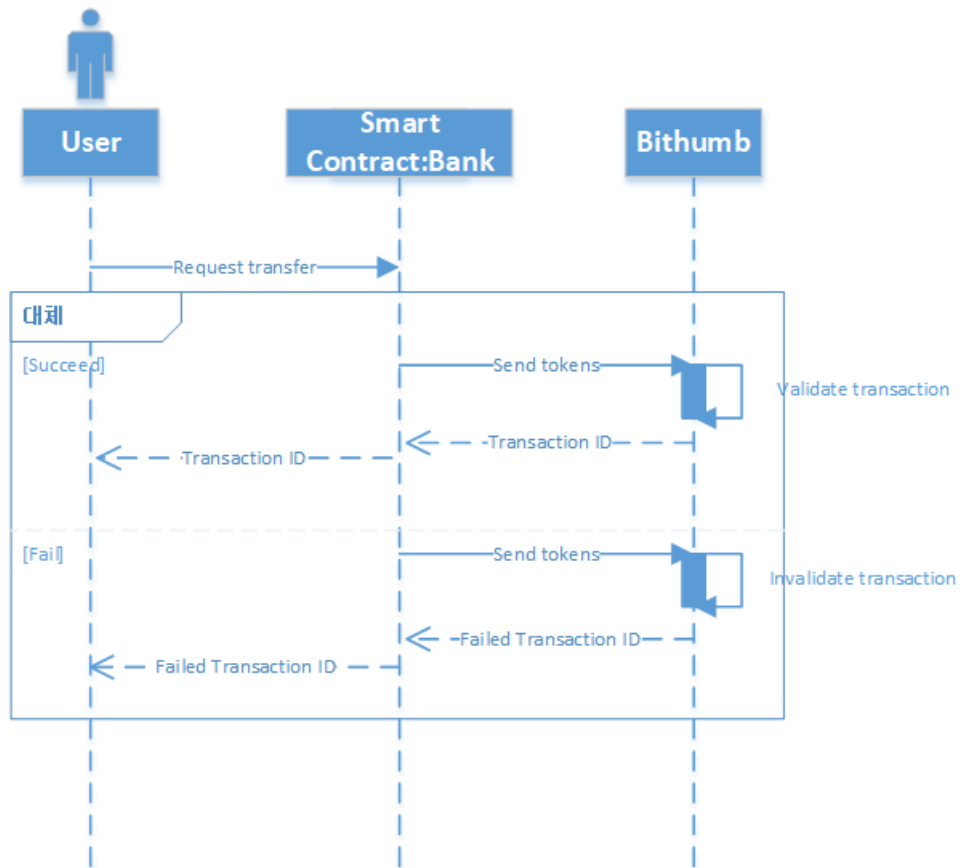 User
Smart
Contract:Bank
Bithumb
Request transfer
대체
[Succeed]
Send tokens
Validate transaction
Transaction ID
Transaction ID
[Fail]
Send tokens
Invalidate transaction
Failed Transaction ID
Failed Transaction ID